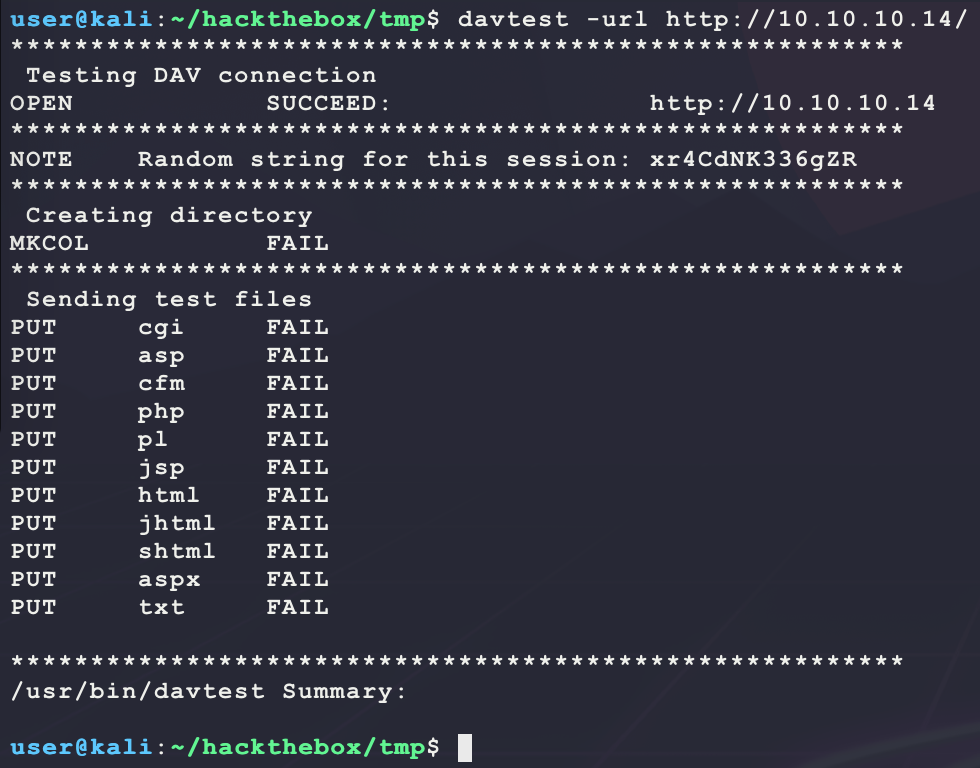 user@kali:~/hackthebox/tmp$ davtest -url http://10.10.10.14/
********************************************************
 Testing DAV connection
OPEN            SUCCEED:                http://10.10.10.14
********************************************************
NOTE    Random string for this session: xr4CdNK336gZR
********************************************************
 Creating directory
MKCOL           FAIL
********************************************************
 Sending test files
PUT     cgi     FAIL
PUT     asp     FAIL
PUT     cfm     FAIL
PUT     php     FAIL
PUT     pl      FAIL
PUT     jsp     FAIL
PUT     html    FAIL
PUT     jhtml   FAIL
PUT     shtml   FAIL
PUT     aspx    FAIL
PUT     txt     FAIL

********************************************************
/usr/bin/davtest Summary:

user@kali:~/hackthebox/tmp$